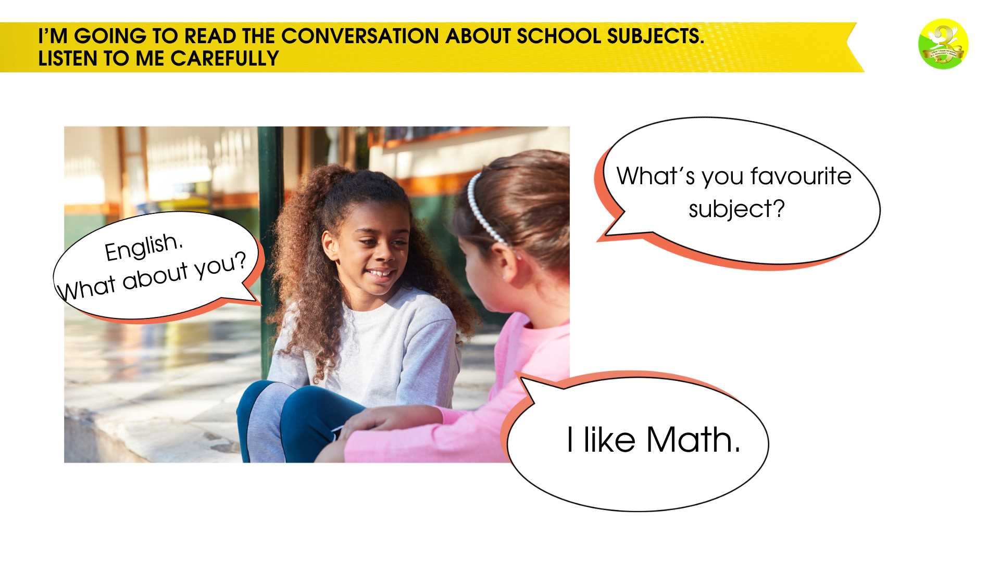 I’M GOING TO READ THE CONVERSATION ABOUT SCHOOL SUBJECTS.
LISTEN TO ME CAREFULLY
What’s you favourite
subject?
English.
What about you?
I like Math.
3